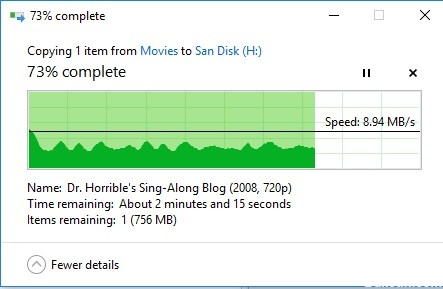 73% complete
Copying 1 item from Movies to San Disk (H:)
73% complete
Speed: 8.94 MB/s
Name: Dr. Horrible's Sing-Along Blog (2008, 720p)
Time remaining: About 2 minutes and 15 seconds
Items remaining: 1 (756 MB)
Fewer details